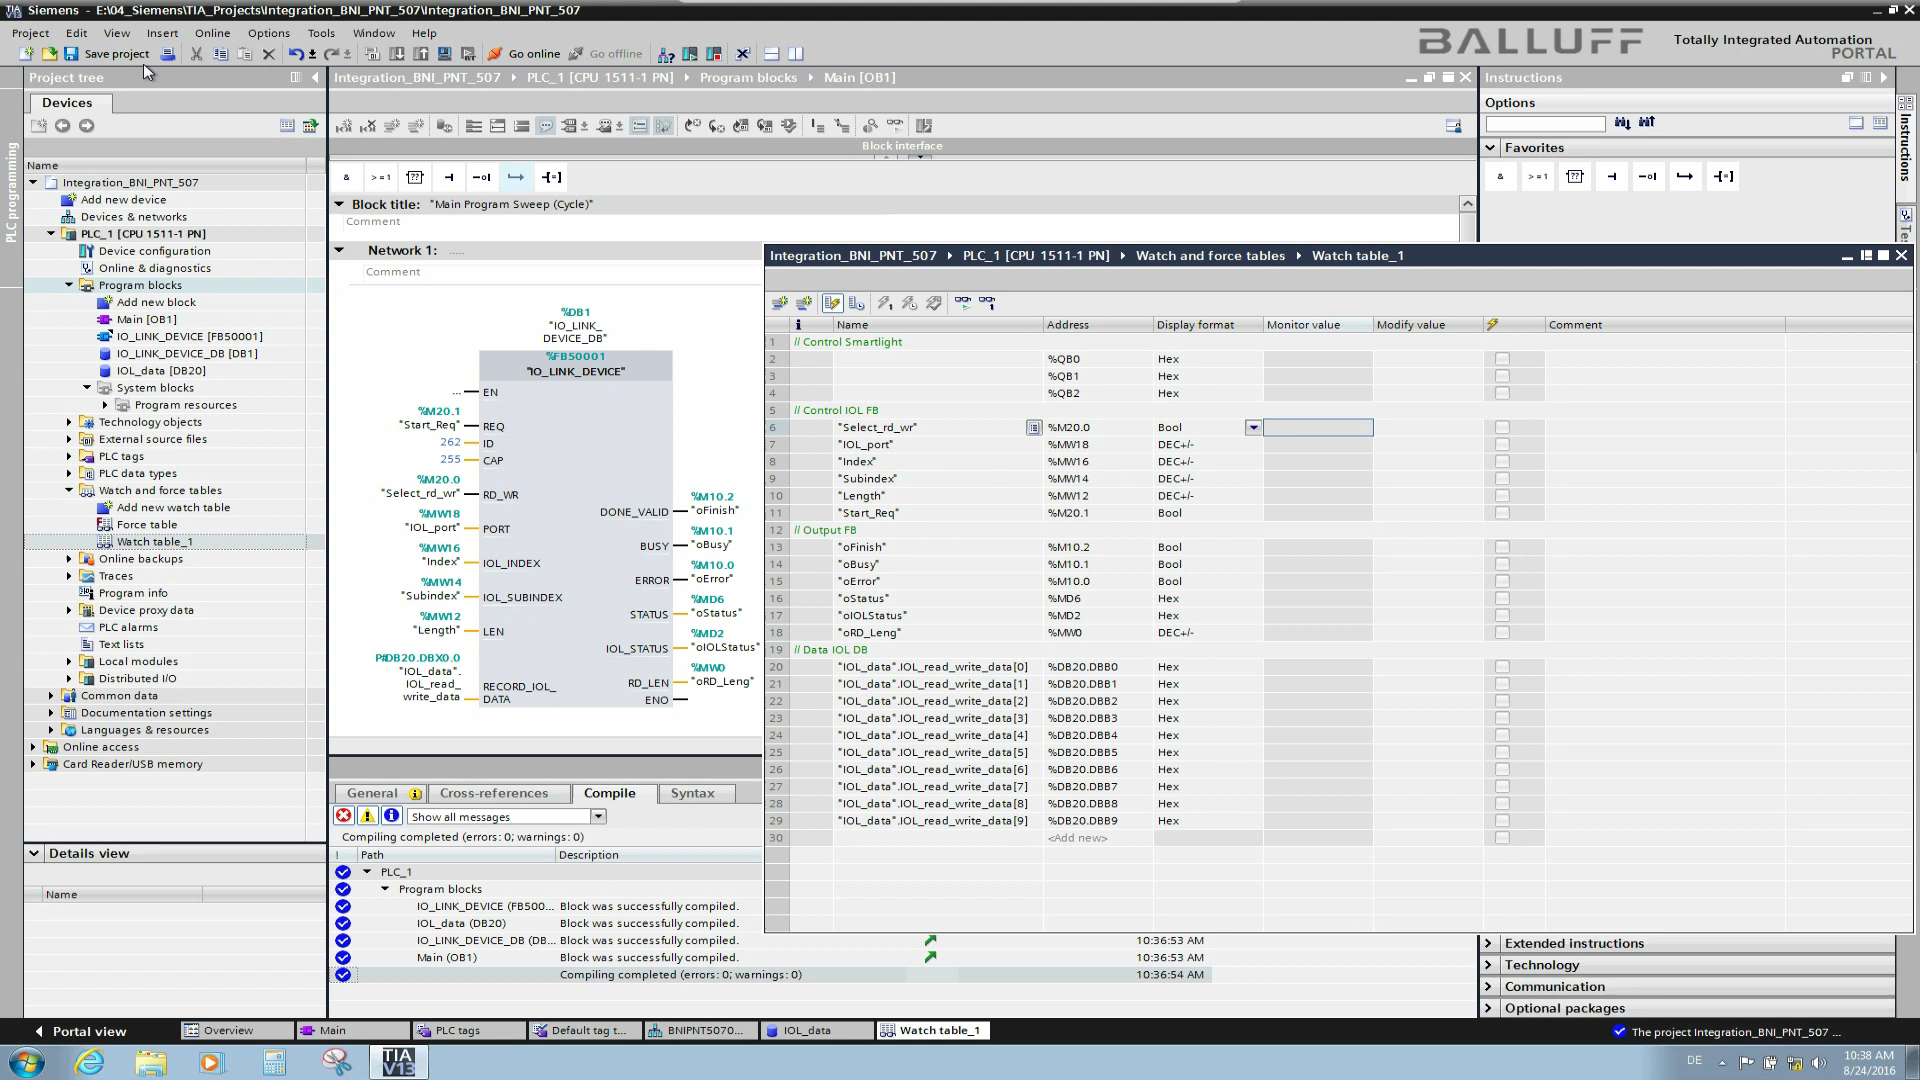 Siemens - E:\04_Siemens\TIA_Projects\Integration_BNI_PNT_507\Integration_BNI_PNT_507
Project Edit View Insert Online Options Tools Window Help
Save project Go online Go offline
BALLUFF
Totally Integrated Automation
PORTAL
Project tree
Integration_BNI_PNT_507 PLC_1 [CPU 1511-1 PN] Program blocks Main [OB1]
Instructions
Devices
Options
PLC programming
Name
Integration_BNI_PNT_507
Add new device
Devices & networks
PLC_1 [CPU 1511-1 PN]
Device configuration
Online & diagnostics
Program blocks
Add new block
Main [OB1]
IO_LINK_DEVICE [FB50001]
IO_LINK_DEVICE_DB [DB1]
IOL_data [DB20]
System blocks
Program resources
Technology objects
External source files
PLC tags
PLC data types
Watch and force tables
Add new watch table
Force table
Watch table_1
Online backups
Traces
Program info
Device proxy data
PLC alarms
Text lists
Local modules
Distributed I/O
Common data
Documentation settings
Languages & resources
Online access
Card Reader/USB memory
Details view
Name
Block interface
& >=1 [??] -o| [=]
Block title: "Main Program Sweep (Cycle)"
Comment
Network 1: .....
Comment
%DB1
"IO_LINK_
DEVICE_DB"
%FB50001
"IO_LINK_DEVICE"
... EN
%M20.1
"Start_Req" REQ
262 ID
255 CAP
%M20.0
"Select_rd_wr" RD_WR
%MW18
"IOL_port" PORT
%MW16
"Index" IOL_INDEX
%MW14
"Subindex" IOL_SUBINDEX
%MW12
"Length" LEN
P#DB20.DBX0.0
"IOL_data".
IOL_read_
write_data RECORD_IOL_
DATA
%M10.2
DONE_VALID "oFinish"
%M10.1
BUSY "oBusy"
%M10.0
ERROR "oError"
%MD6
STATUS "oStatus"
%MD2
IOL_STATUS "oIOLStatus"
%MW0
RD_LEN "oRD_Leng"
ENO
Favorites
& >=1 [??] -o| [=]
Instructions
Integration_BNI_PNT_507 PLC_1 [CPU 1511-1 PN] Watch and force tables Watch table_1
i Name Address Display format Monitor value Modify value Comment
1 // Control Smartlight
2 %QB0 Hex
3 %QB1 Hex
4 %QB2 Hex
5 // Control IOL FB
6 "Select_rd_wr" %M20.0 Bool
7 "IOL_port" %MW18 DEC+/-
8 "Index" %MW16 DEC+/-
9 "Subindex" %MW14 DEC+/-
10 "Length" %MW12 DEC+/-
11 "Start_Req" %M20.1 Bool
12 // Output FB
13 "oFinish" %M10.2 Bool
14 "oBusy" %M10.1 Bool
15 "oError" %M10.0 Bool
16 "oStatus" %MD6 Hex
17 "oIOLStatus" %MD2 Hex
18 "oRD_Leng" %MW0 DEC+/-
19 // Data IOL DB
20 "IOL_data".IOL_read_write_data[0] %DB20.DBB0 Hex
21 "IOL_data".IOL_read_write_data[1] %DB20.DBB1 Hex
22 "IOL_data".IOL_read_write_data[2] %DB20.DBB2 Hex
23 "IOL_data".IOL_read_write_data[3] %DB20.DBB3 Hex
24 "IOL_data".IOL_read_write_data[4] %DB20.DBB4 Hex
25 "IOL_data".IOL_read_write_data[5] %DB20.DBB5 Hex
26 "IOL_data".IOL_read_write_data[6] %DB20.DBB6 Hex
27 "IOL_data".IOL_read_write_data[7] %DB20.DBB7 Hex
28 "IOL_data".IOL_read_write_data[8] %DB20.DBB8 Hex
29 "IOL_data".IOL_read_write_data[9] %DB20.DBB9 Hex
30 <Add new>
General Cross-references Compile Syntax
Show all messages
Compiling completed (errors: 0; warnings: 0)
! Path Description
PLC_1
Program blocks
IO_LINK_DEVICE (FB500... Block was successfully compiled.
IOL_data (DB20) Block was successfully compiled.
IO_LINK_DEVICE_DB (DB... Block was successfully compiled. 10:36:53 AM
Main (OB1) Block was successfully compiled. 10:36:53 AM
Compiling completed (errors: 0; warnings: 0) 10:36:54 AM
Extended instructions
Technology
Communication
Optional packages
Portal view Overview Main PLC tags Default tag t... BNIPNT5070... IOL_data Watch table_1 The project Integration_BNI_PNT_507 ...
TIA
V13
DE
10:38 AM
8/24/2016